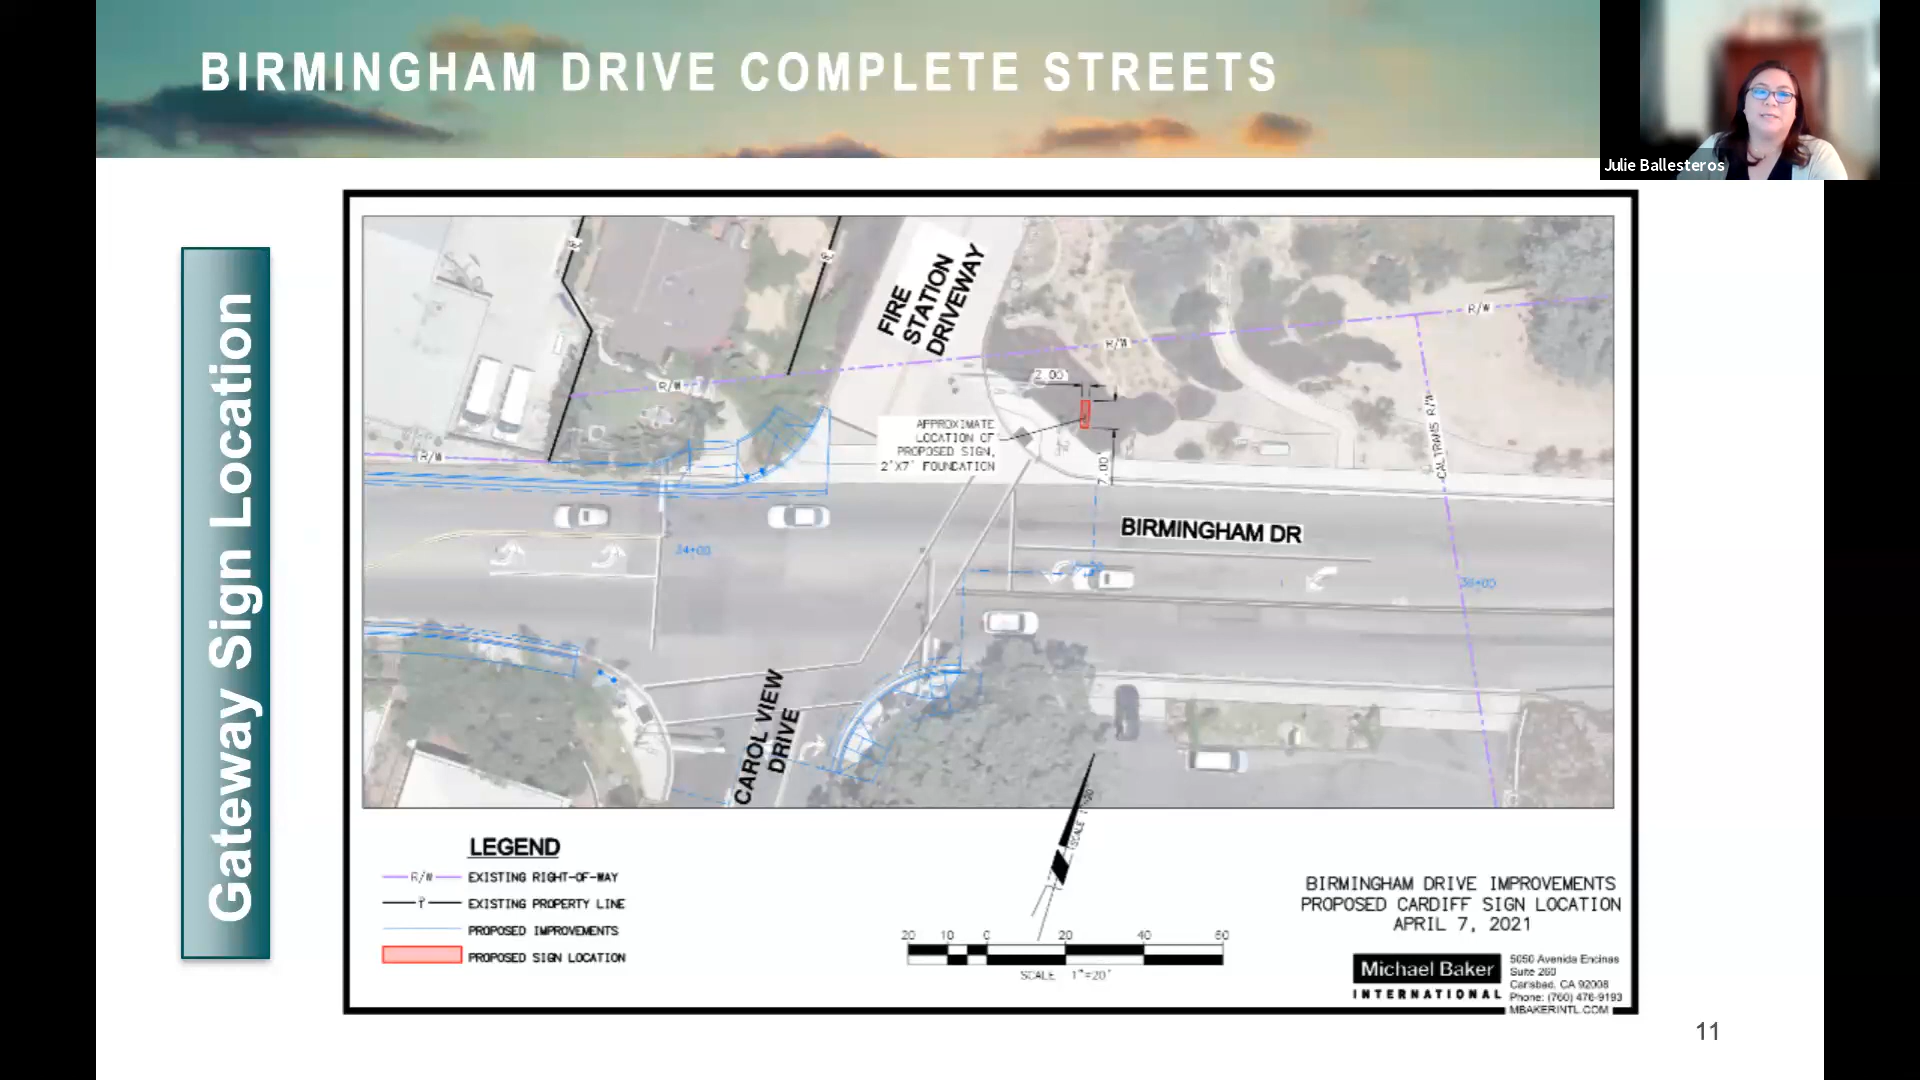 BIRMINGHAM DRIVE COMPLETE STREETS
Julie Ballesteros
Gateway Sign Location
FIRE
STATION
DRIVEWAY
R/W
R/W
R/W
R/W
2.00'
APPROXIMATE
LOCATION OF
PROPOSED SIGN,
2'X7' FOUNDATION
7.00'
CALTRANS R/W
BIRMINGHAM DR
34+00
36+00
CAROL VIEW
DRIVE
SCALE 1"=20'
LEGEND
R/W EXISTING RIGHT-OF-WAY
EXISTING PROPERTY LINE
PROPOSED IMPROVEMENTS
PROPOSED SIGN LOCATION
20 10 0 20 40 60
SCALE 1"=20'
BIRMINGHAM DRIVE IMPROVEMENTS
PROPOSED CARDIFF SIGN LOCATION
APRIL 7, 2021
Michael Baker
INTERNATIONAL
5050 Avenida Encinas
Suite 260
Carlsbad, CA 92008
Phone: (760) 476-9193
MBAKERINTL.COM
11